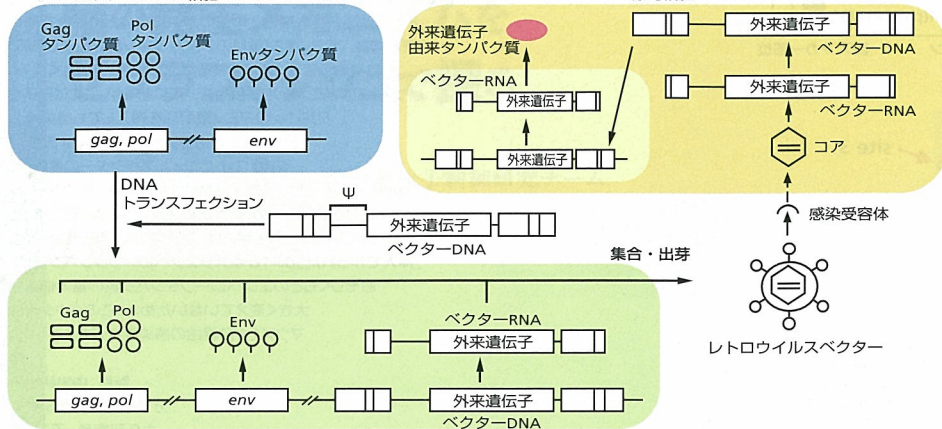 Gag
タンパク質
Pol
タンパク質
Envタンパク質
gag, pol
env
DNA
トランスフェクション
Ψ
外来遺伝子
ベクターDNA
Gag
Pol
Env
ベクターRNA
外来遺伝子
gag, pol
env
外来遺伝子
ベクターDNA
集合・出芽
外来遺伝子
由来タンパク質
ベクターRNA
外来遺伝子
外来遺伝子
外来遺伝子
ベクターDNA
外来遺伝子
ベクターRNA
コア
感染受容体
レトロウイルスベクター